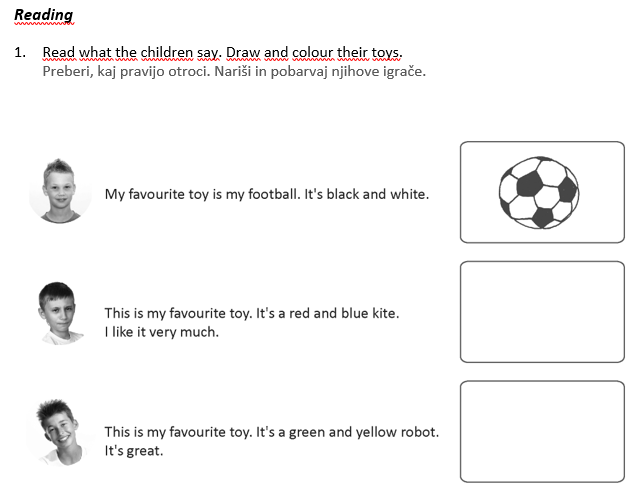 Reading
1. Read what the children say. Draw and colour their toys.
Preberi, kaj pravijo otroci. Nariši in pobarvaj njihove igrače.
My favourite toy is my football. It's black and white.
This is my favourite toy. It's a red and blue kite.
I like it very much.
This is my favourite toy. It's a green and yellow robot.
It's great.